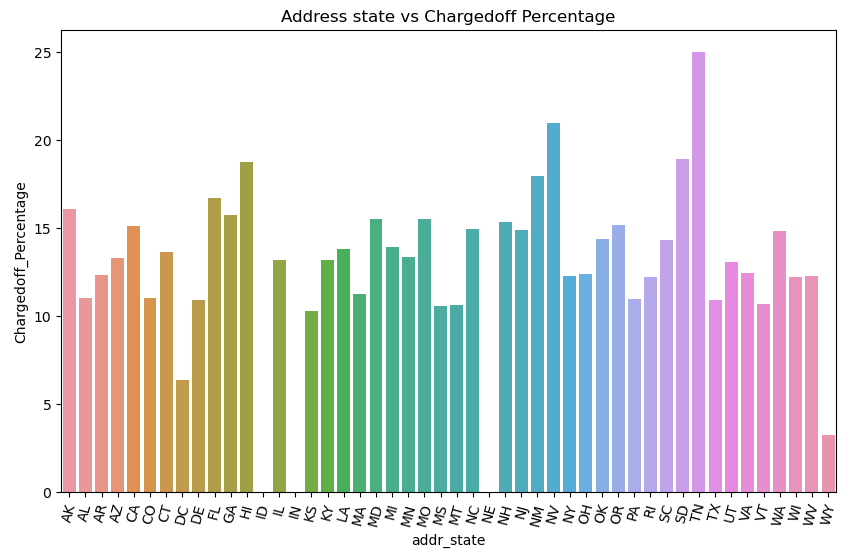 Address state vs Chargedoff Percentage
Chargedoff_Percentage
25
20
15
10
5
0
AK AL AR AZ CA CO CT DC DE FL GA HI ID IL IN KS KY LA MA MD MI MN MO MS MT NC NE NH NJ NM NV NY OH OK OR PA RI SC SD TN TX UT VA VT WA WI WV WY
addr_state